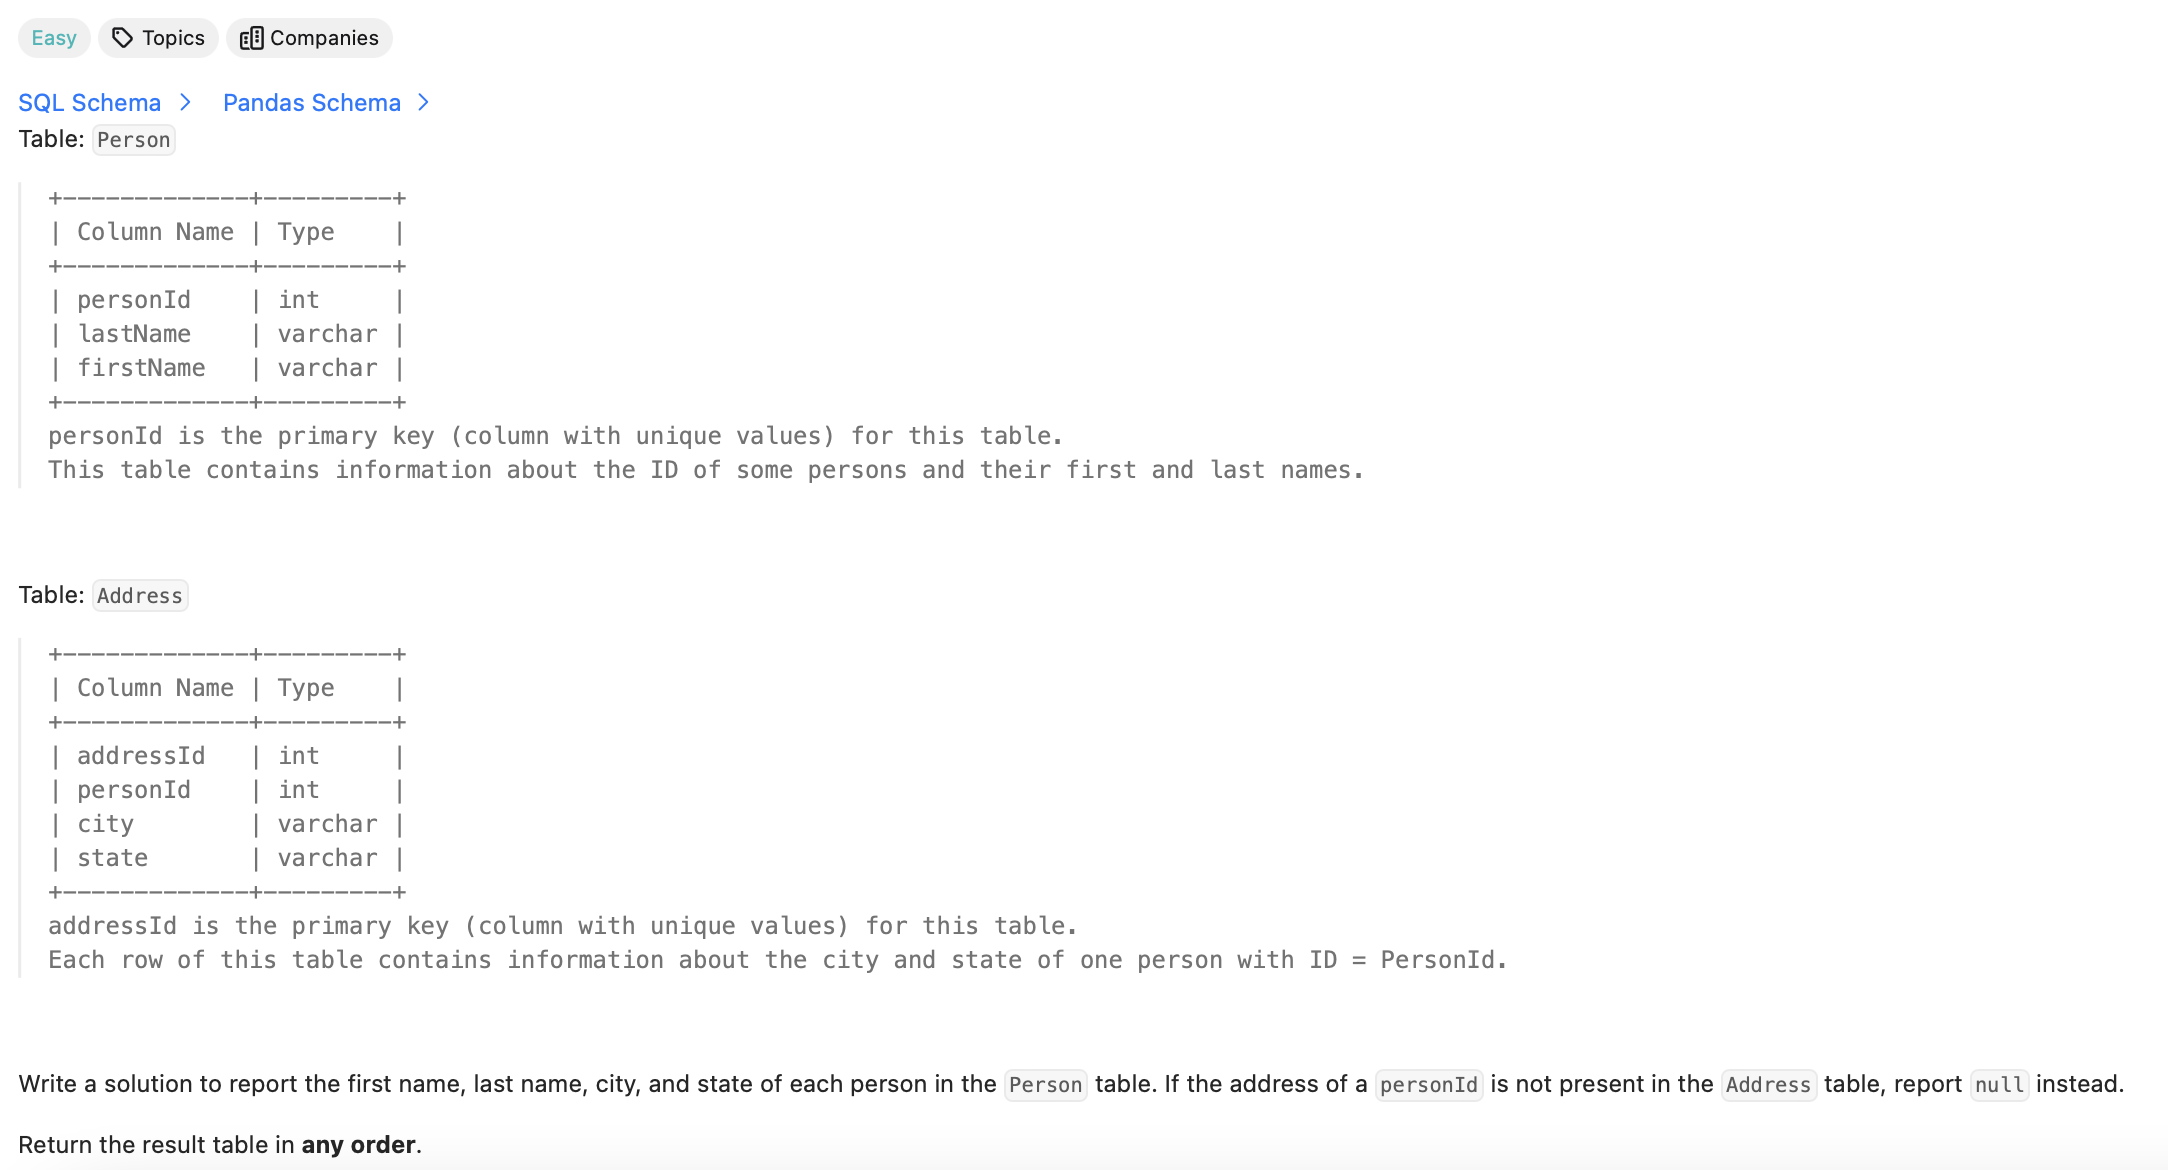 Easy Topics Companies
SQL Schema > Pandas Schema >
Table: Person
+-------------+---------+
| Column Name | Type    |
+-------------+---------+
| personId    | int     |
| lastName    | varchar |
| firstName   | varchar |
+-------------+---------+
personId is the primary key (column with unique values) for this table.
This table contains information about the ID of some persons and their first and last names.
Table: Address
+-------------+---------+
| Column Name | Type    |
+-------------+---------+
| addressId   | int     |
| personId    | int     |
| city        | varchar |
| state       | varchar |
+-------------+---------+
addressId is the primary key (column with unique values) for this table.
Each row of this table contains information about the city and state of one person with ID = PersonId.
Write a solution to report the first name, last name, city, and state of each person in the Person table. If the address of a personId is not present in the Address table, report null instead.
Return the result table in any order.